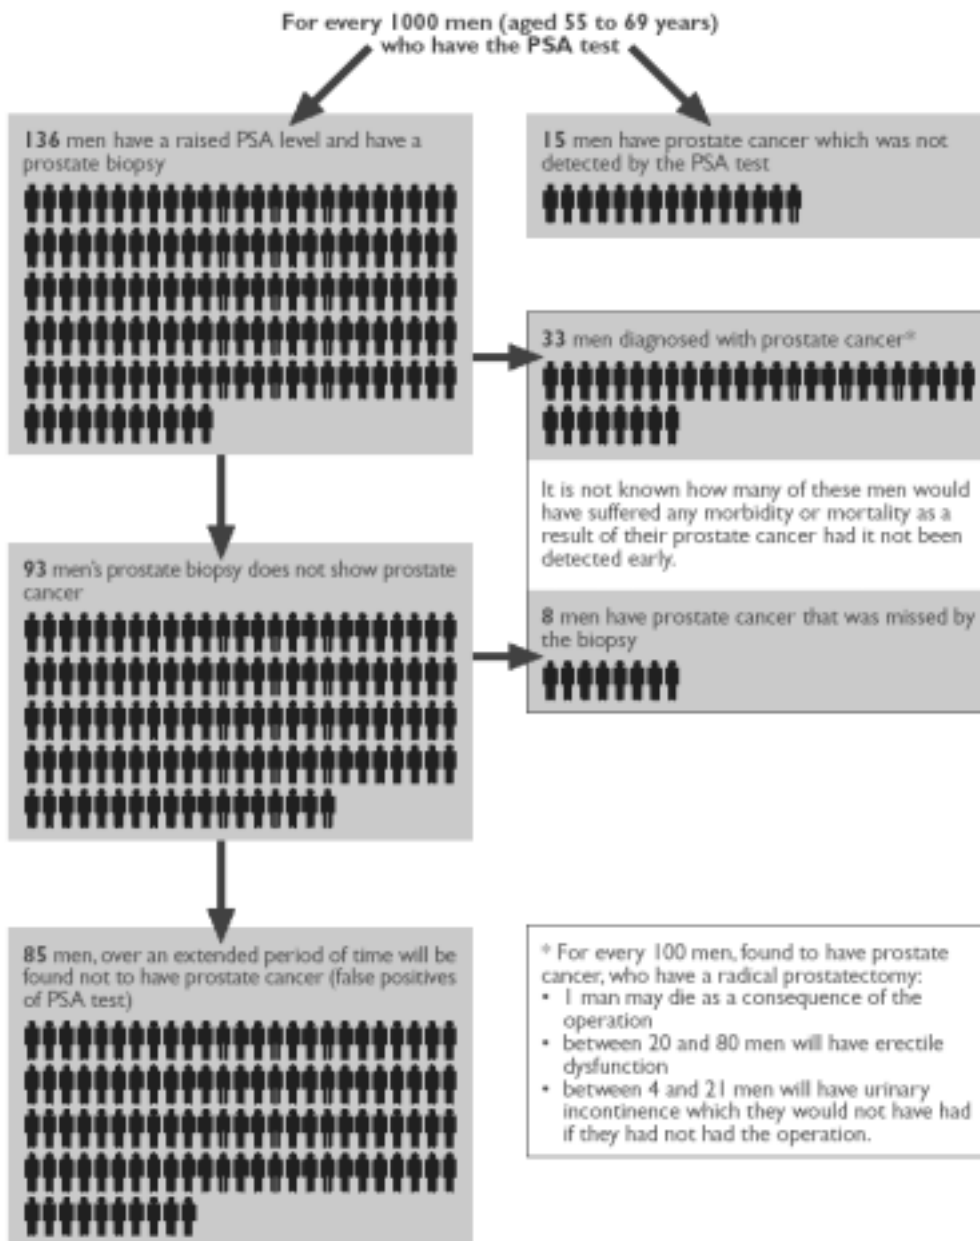 For every 1000 men (aged 55 to 69 years)
who have the PSA test
136 men have a raised PSA level and have a
prostate biopsy
15 men have prostate cancer which was not
detected by the PSA test
33 men diagnosed with prostate cancer*
It is not known how many of these men would
have suffered any morbidity or mortality as a
result of their prostate cancer had it not been
detected early.
93 men's prostate biopsy does not show prostate
cancer
8 men have prostate cancer that was missed by
the biopsy
85 men, over an extended period of time will be
found not to have prostate cancer (false positives
of PSA test)
* For every 100 men, found to have prostate
cancer, who have a radical prostatectomy:
• 1 man may die as a consequence of the
operation
• between 20 and 80 men will have erectile
dysfunction
• between 4 and 21 men will have urinary
incontinence which they would not have had
if they had not had the operation.